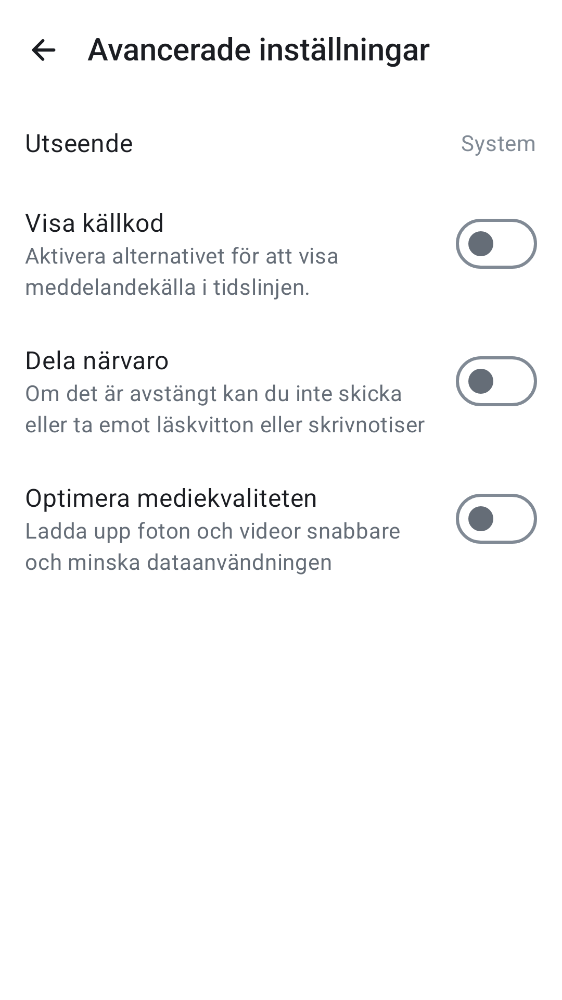 Avancerade inställningar
Utseende
System
Visa källkod
Aktivera alternativet för att visa
meddelandekälla i tidslinjen.
Dela närvaro
Om det är avstängt kan du inte skicka
eller ta emot läskvitton eller skrivnotiser
Optimera mediekvaliteten
Ladda upp foton och videor snabbare
och minska dataanvändningen